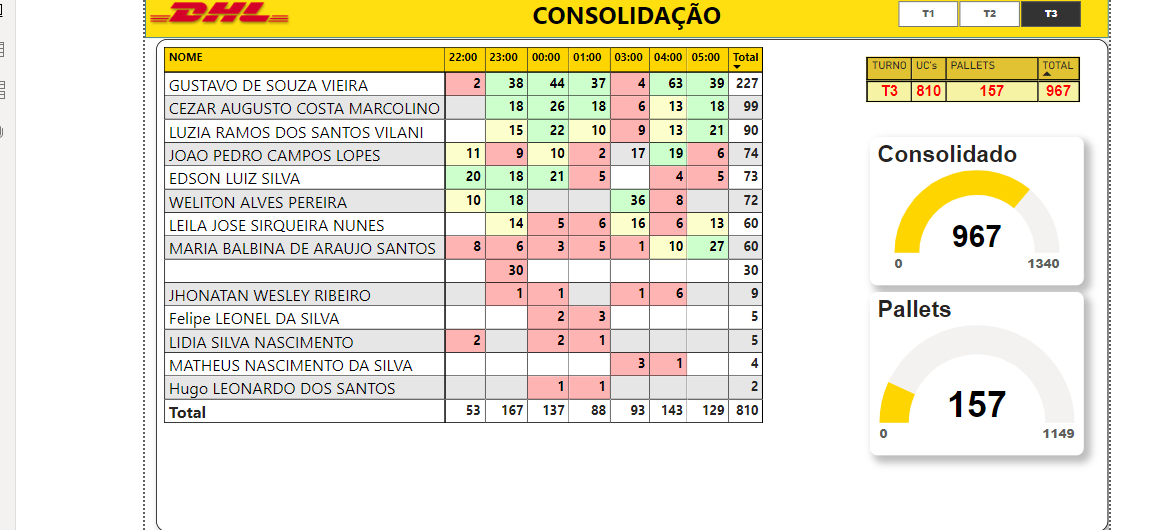 DHL CONSOLIDAÇÃO T1 T2 T3
NOME 22:00 23:00 00:00 01:00 03:00 04:00 05:00 Total
GUSTAVO DE SOUZA VIEIRA 2 38 44 37 4 63 39 227
CEZAR AUGUSTO COSTA MARCOLINO 18 26 18 6 13 18 99
LUZIA RAMOS DOS SANTOS VILANI 15 22 10 9 13 21 90
JOAO PEDRO CAMPOS LOPES 11 9 10 2 17 19 6 74
EDSON LUIZ SILVA 20 18 21 5 4 5 73
WELITON ALVES PEREIRA 10 18 36 8 72
LEILA JOSE SIRQUEIRA NUNES 14 5 6 16 6 13 60
MARIA BALBINA DE ARAUJO SANTOS 8 6 3 5 1 10 27 60
30 30
JHONATAN WESLEY RIBEIRO 1 1 1 6 9
Felipe LEONEL DA SILVA 2 3 5
LIDIA SILVA NASCIMENTO 2 2 1 5
MATHEUS NASCIMENTO DA SILVA 3 1 4
Hugo LEONARDO DOS SANTOS 1 1 2
Total 53 167 137 88 93 143 129 810
TURNO UC's PALLETS TOTAL
T3 810 157 967
Consolidado
967
0 1340
Pallets
157
0 1149